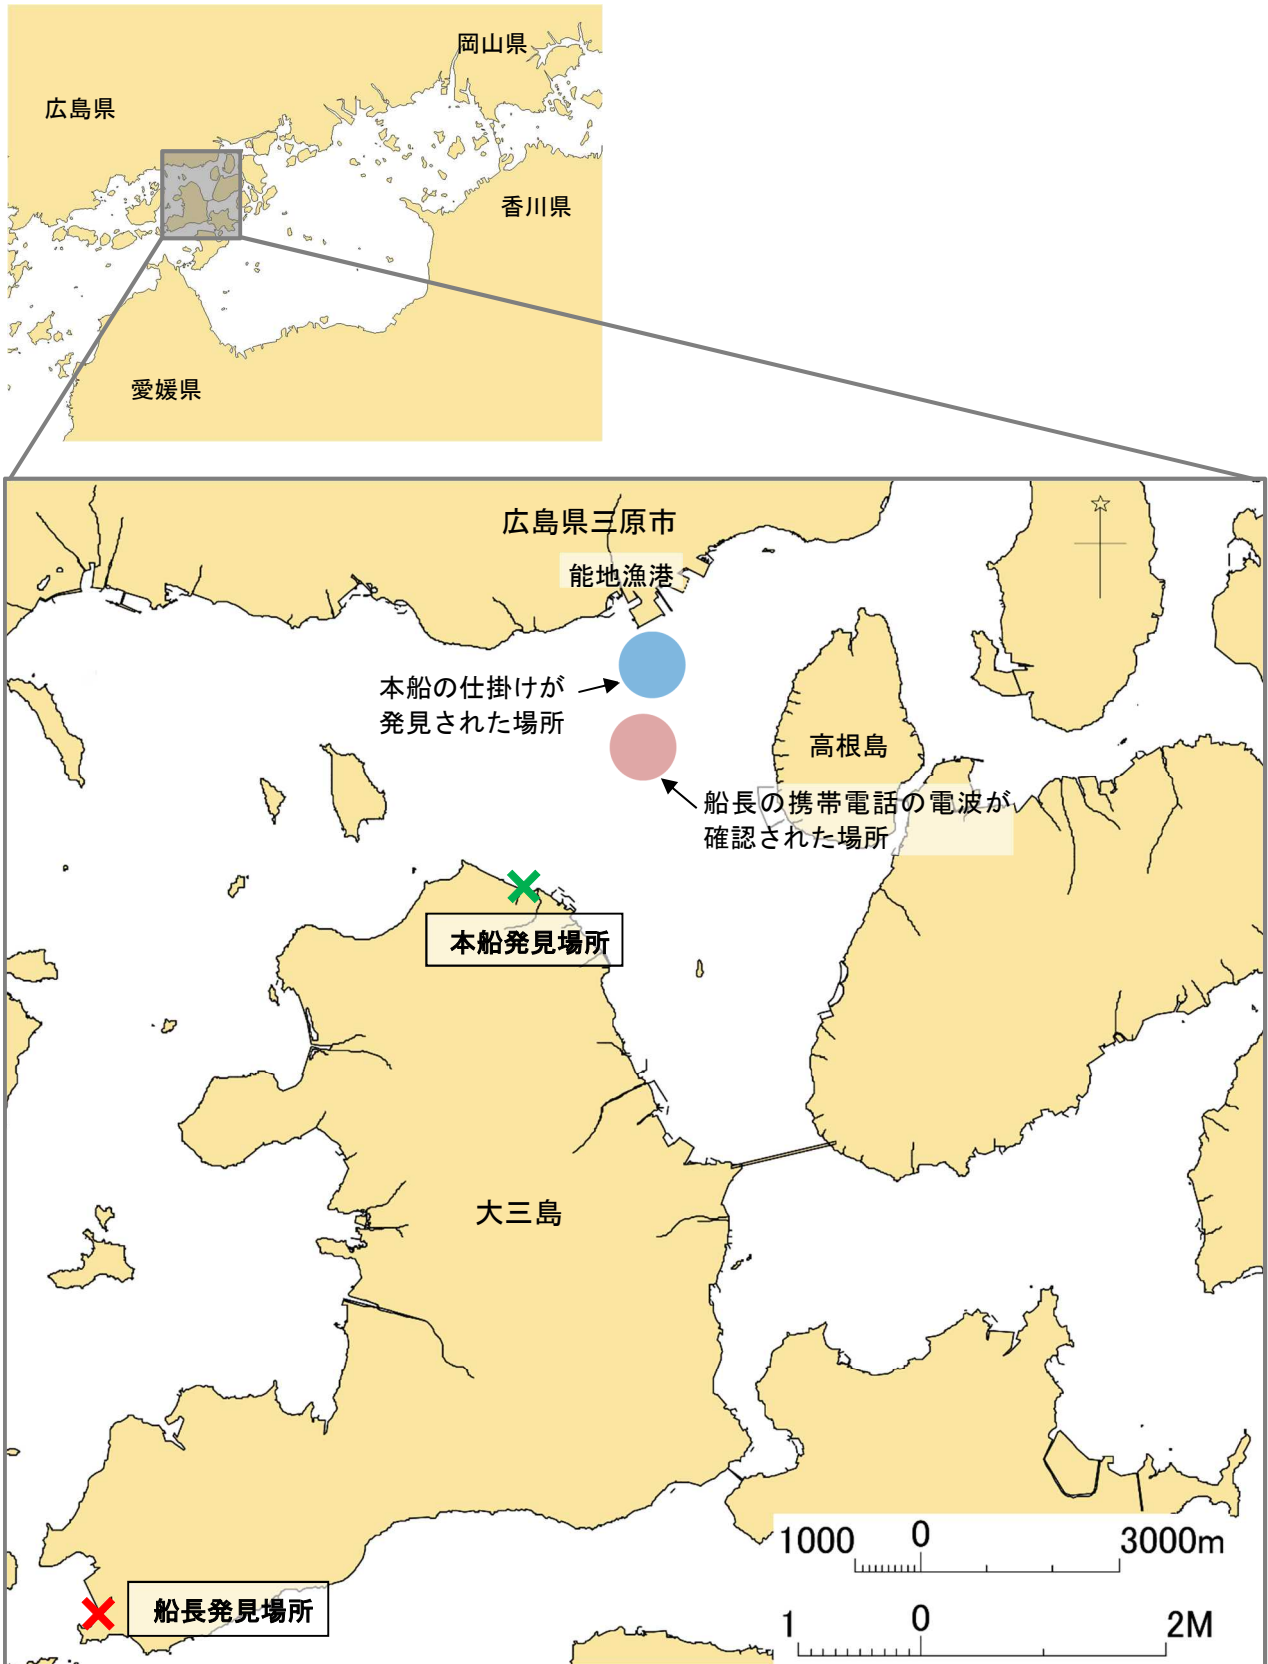 岡山県
広島県
香川県
愛媛県
広島県三原市
能地漁港
本船の仕掛けが
発見された場所
高根島
船長の携帯電話の電波が
確認された場所
本船発見場所
大三島
船長発見場所
1000 0 3000m
1 0 2M